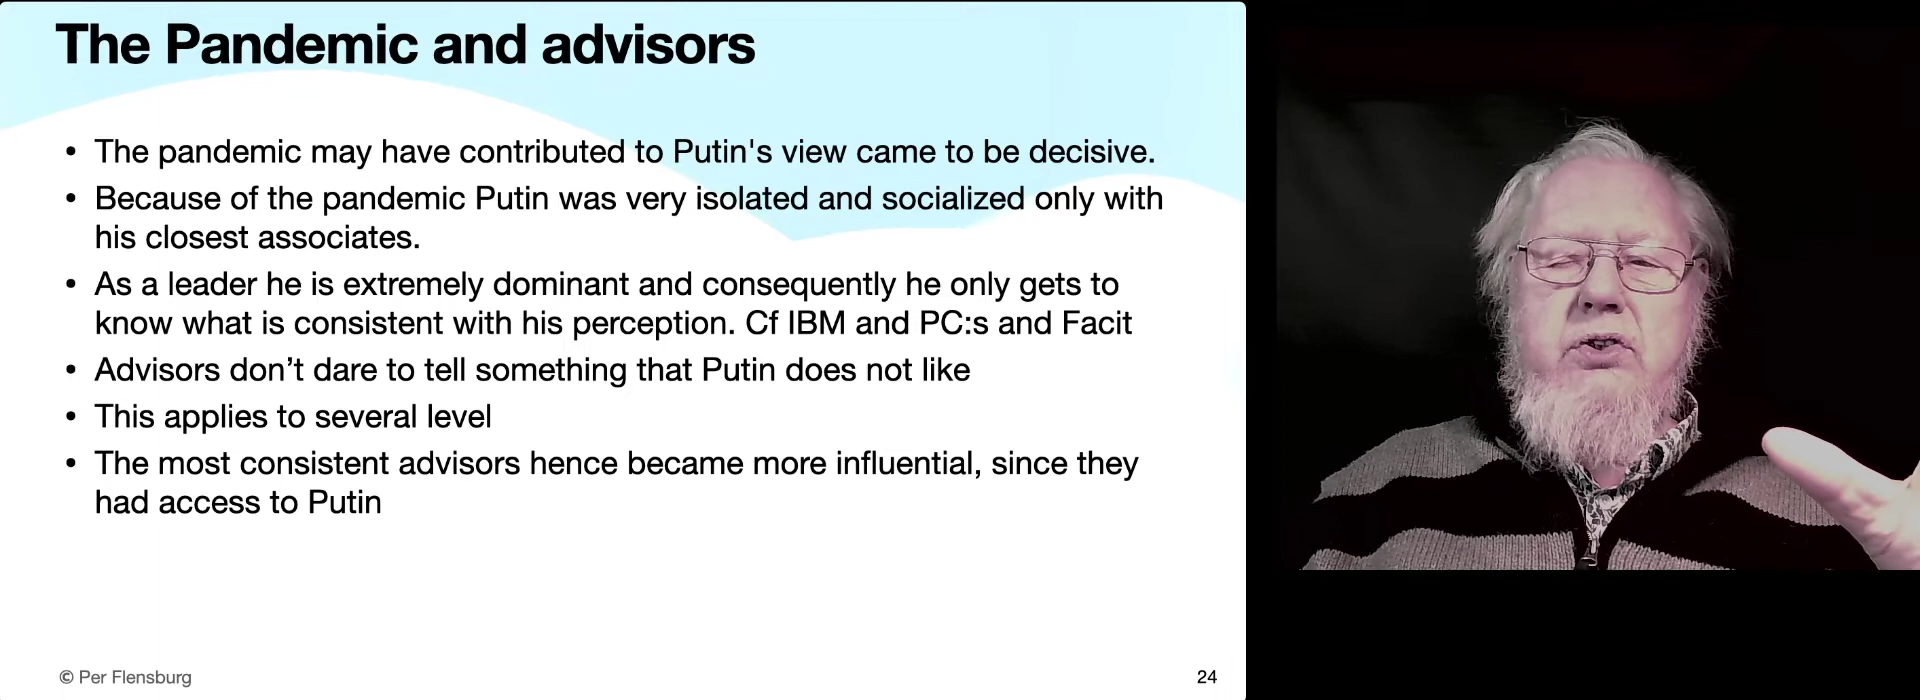 The Pandemic and advisors
• The pandemic may have contributed to Putin's view came to be decisive.
• Because of the pandemic Putin was very isolated and socialized only with
his closest associates.
• As a leader he is extremely dominant and consequently he only gets to
know what is consistent with his perception. Cf IBM and PC:s and Facit
• Advisors don’t dare to tell something that Putin does not like
• This applies to several level
• The most consistent advisors hence became more influential, since they
had access to Putin
© Per Flensburg
24